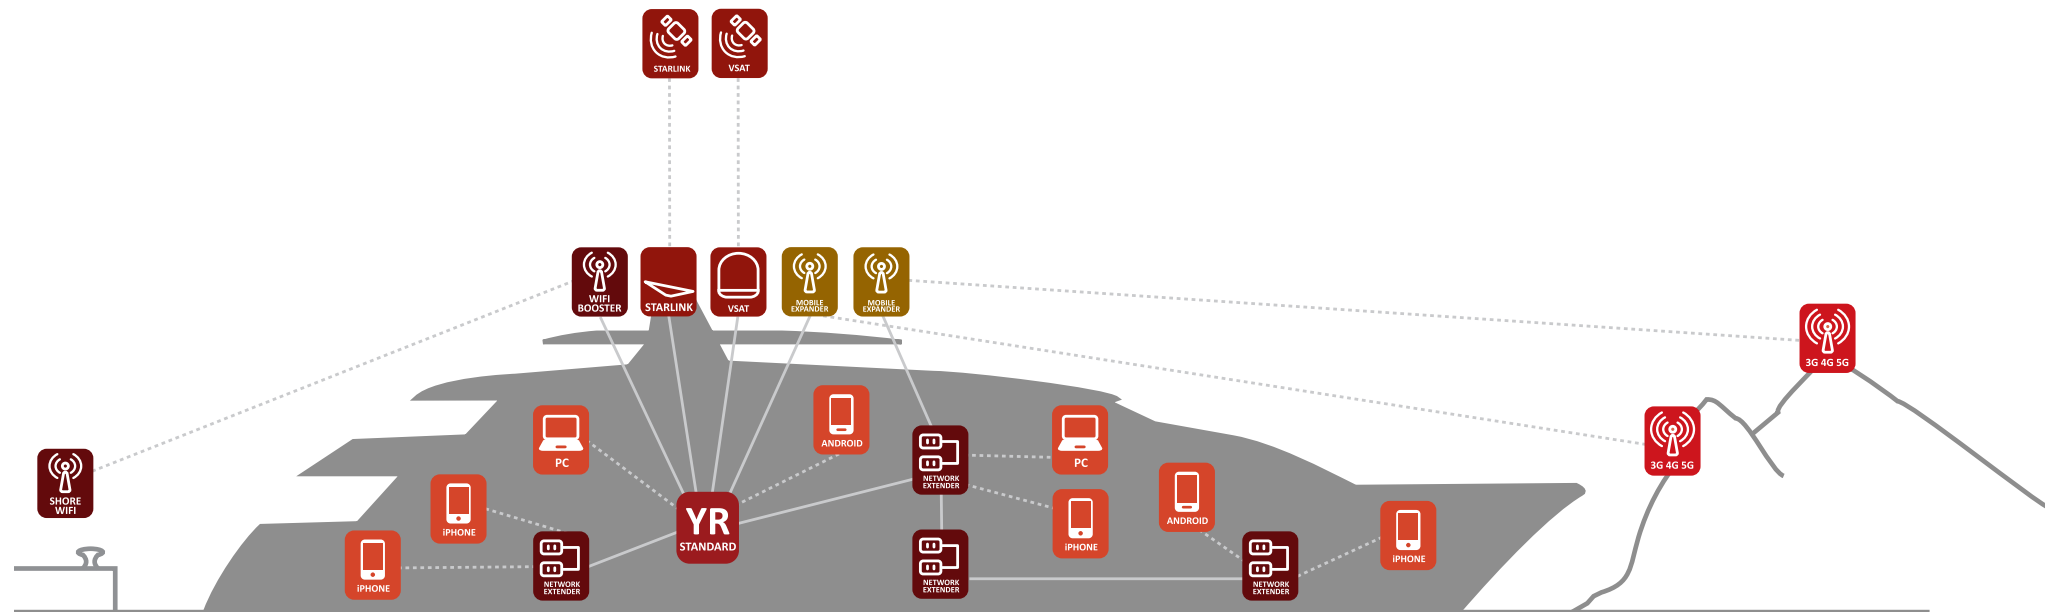 STARLINK
VSAT
WIFI
BOOSTER
STARLINK
VSAT
MOBILE
EXPANDER
MOBILE
EXPANDER
3G 4G 5G
3G 4G 5G
SHORE
WIFI
PC
ANDROID
NETWORK
EXTENDER
PC
iPHONE
ANDROID
iPHONE
YR
STANDARD
iPHONE
iPHONE
NETWORK
EXTENDER
NETWORK
EXTENDER
NETWORK
EXTENDER
iPHONE